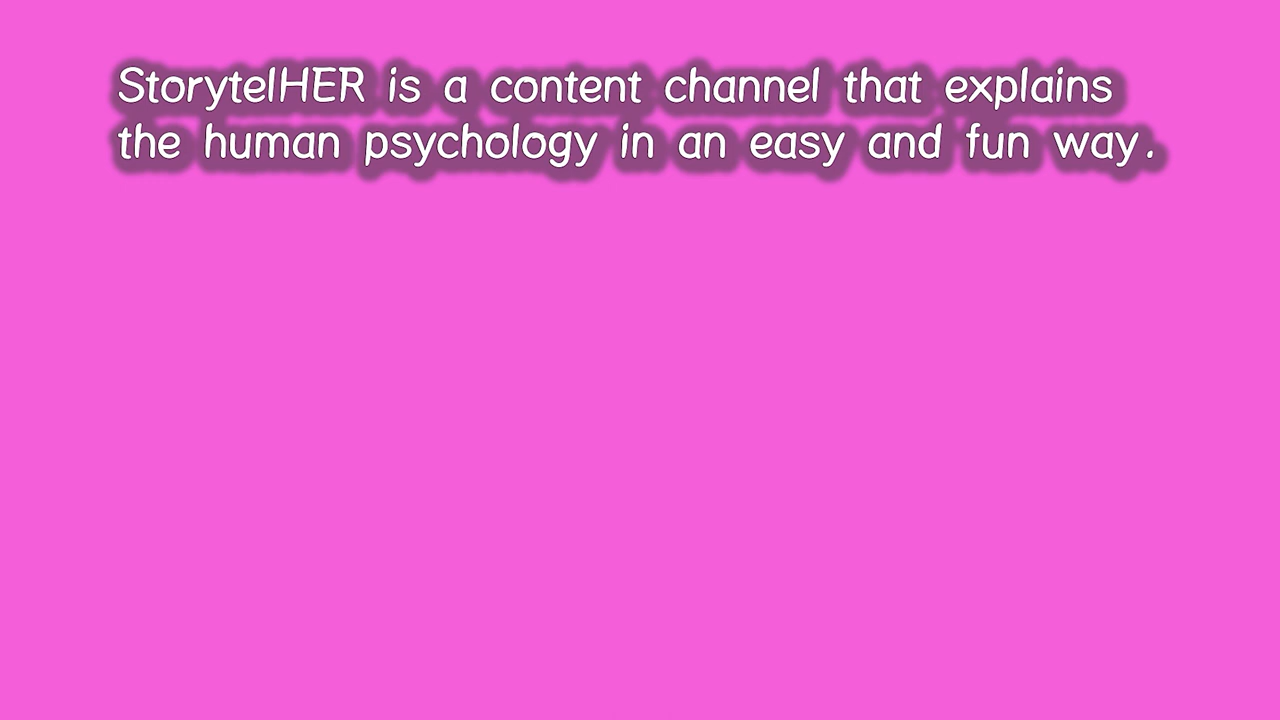 StorytelHER is a content channel that explains
the human psychology in an easy and fun way.